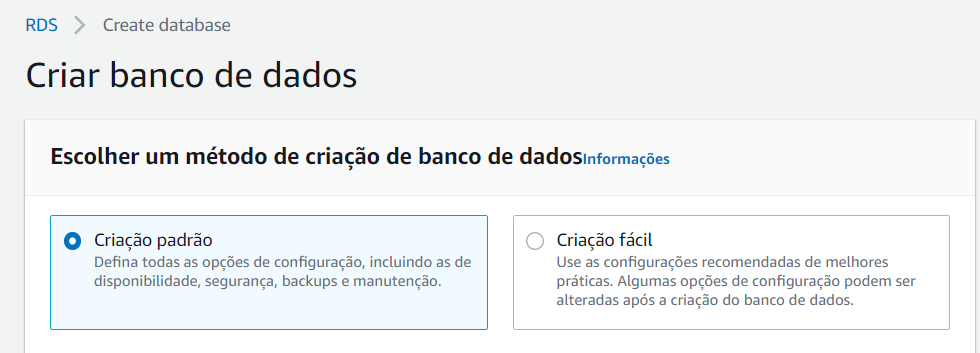 RDS > Create database
Criar banco de dados
Escolher um método de criação de banco de dados Informações
Criação padrão
Defina todas as opções de configuração, incluindo as de
disponibilidade, segurança, backups e manutenção.
Criação fácil
Use as configurações recomendadas de melhores
práticas. Algumas opções de configuração podem ser
alteradas após a criação do banco de dados.